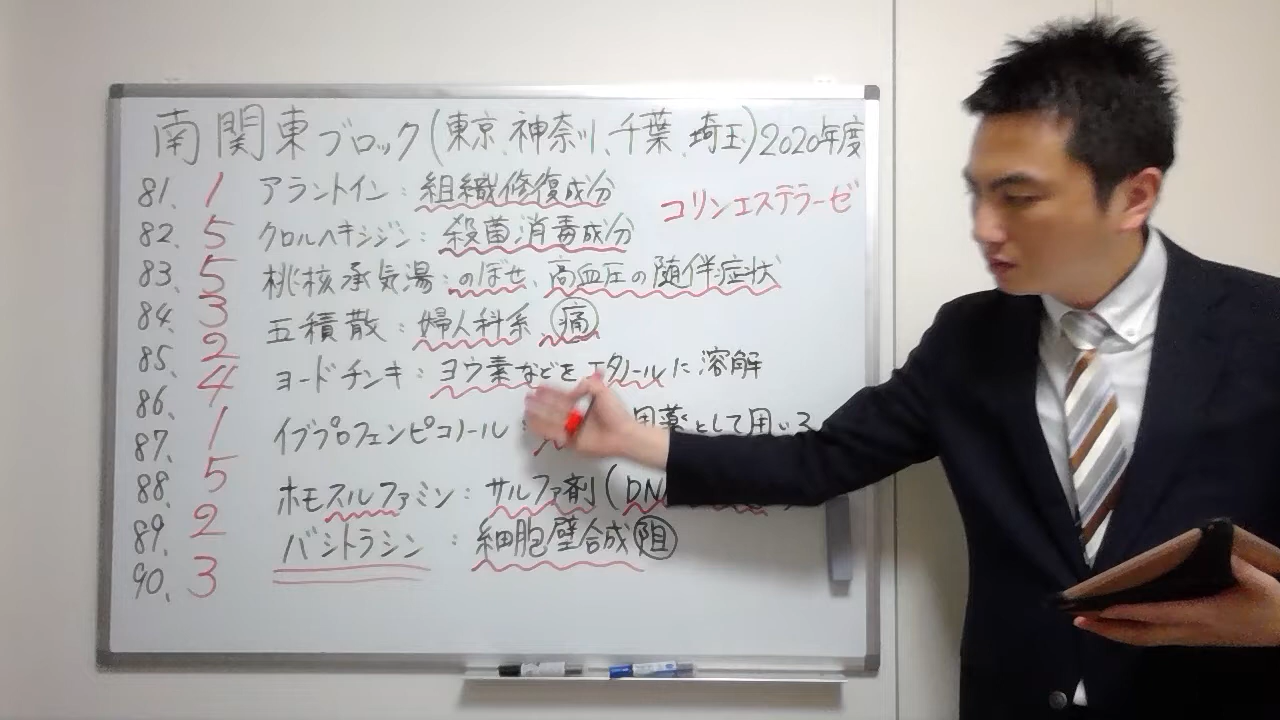 南関東ブロック(東京、神奈川、千葉、埼玉)2020年度
81. 1 アラントイン：組織修復成分 コリンエステラーゼ
82. 5 クロルヘキシジン：殺菌消毒成分
83. 5 桃核承気湯：のぼせ、高血圧の随伴症状
84. 3 五積散：婦人科系、痛
85. 2 ヨードチンキ：ヨウ素などをエタノールに溶解
86. 4
87. 1 イブプロフェンピコノール： 用薬として用いる
88. 5 ホモスルファミン：サルファ剤(DN
89. 2 バシトラシン：細胞壁合成阻
90. 3